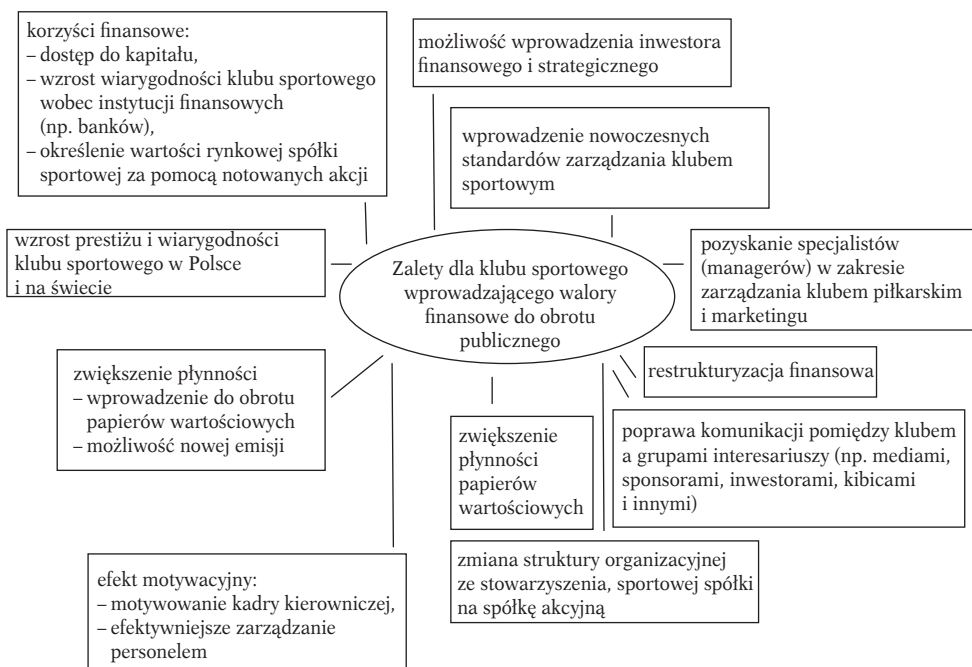 korzyści finansowe:
– dostęp do kapitału,
– wzrost wiarygodności klubu sportowego
wobec instytucji finansowych
(np. banków),
– określenie wartości rynkowej spółki
sportowej za pomocą notowanych akcji
możliwość wprowadzenia inwestora
finansowego i strategicznego
wprowadzenie nowoczesnych
standardów zarządzania klubem
sportowym
wzrost prestiżu i wiarygodności
klubu sportowego w Polsce
i na świecie
Zalety dla klubu sportowego
wprowadzającego walory
finansowe do obrotu
publicznego
pozyskanie specjalistów
(managerów) w zakresie
zarządzania klubem piłkarskim
i marketingu
restrukturyzacja finansowa
zwiększenie płynności
– wprowadzenie do obrotu
papierów wartościowych
– możliwość nowej emisji
zwiększenie
płynności
papierów
wartościowych
poprawa komunikacji pomiędzy klubem
a grupami interesariuszy (np. mediami,
sponsorami, inwestorami, kibicami
i innymi)
zmiana struktury organizacyjnej
ze stowarzyszenia, sportowej spółki
na spółkę akcyjną
efekt motywacyjny:
– motywowanie kadry kierowniczej,
– efektywniejsze zarządzanie
personelem